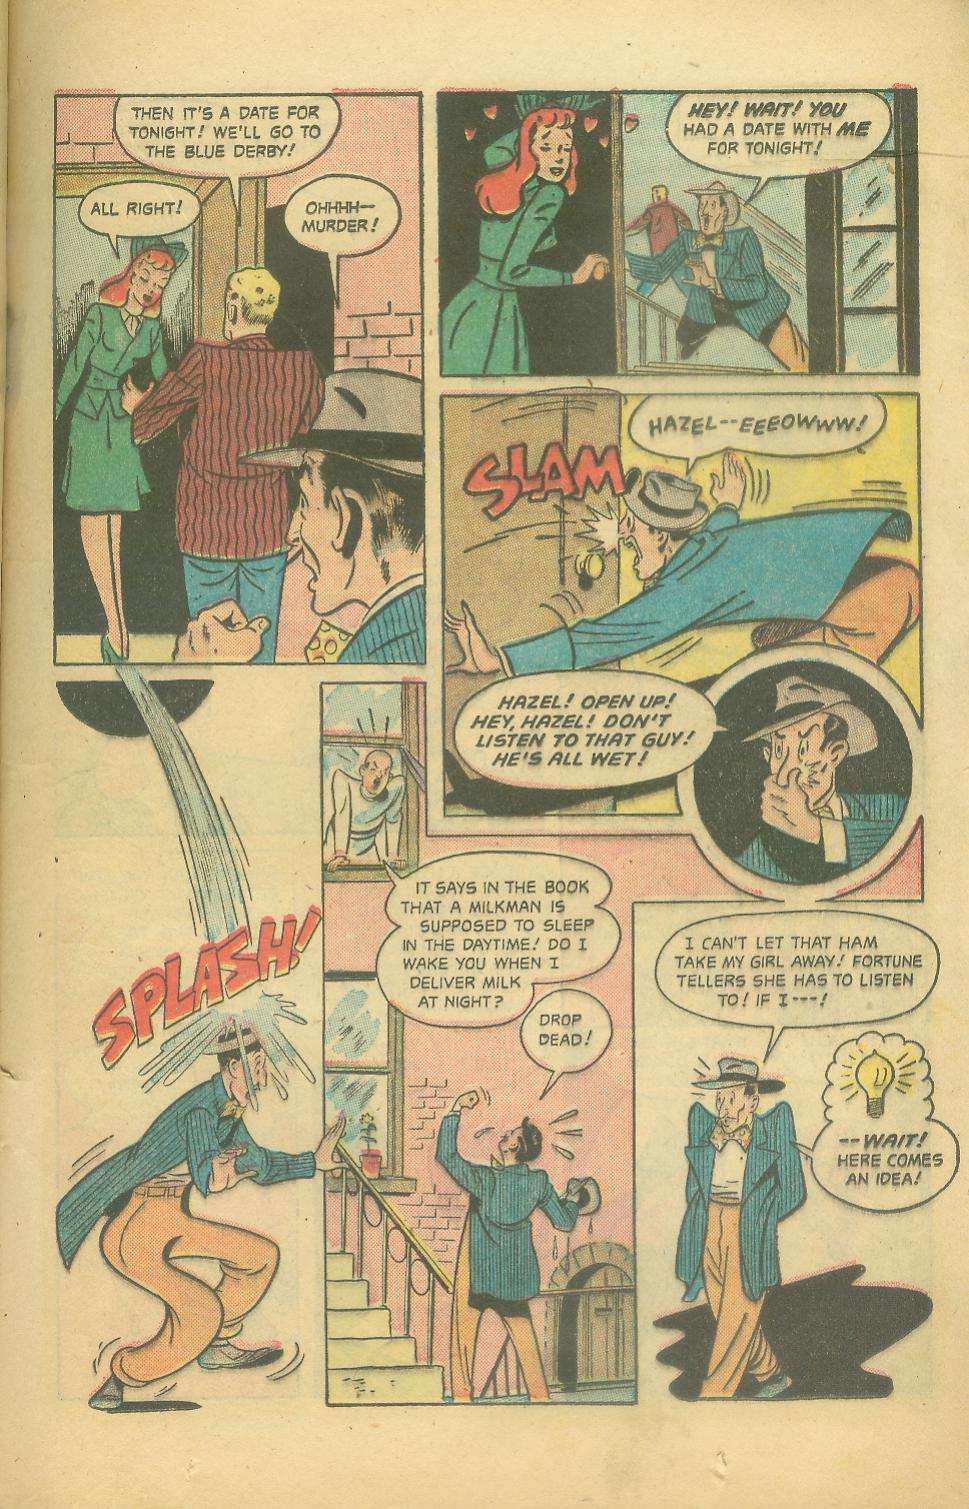 THEN IT'S A DATE FOR
TONIGHT! WE'LL GO TO
THE BLUE DERBY!
ALL RIGHT!
OHHHH—
MURDER!
HEY! WAIT! YOU
HAD A DATE WITH ME
FOR TONIGHT!
SLAM
HAZEL--EEEOWWW!
HAZEL! OPEN UP!
HEY, HAZEL! DON'T
LISTEN TO THAT GUY!
HE'S ALL WET!
SPLASH!
IT SAYS IN THE BOOK
THAT A MILKMAN IS
SUPPOSED TO SLEEP
IN THE DAYTIME! DO I
WAKE YOU WHEN I
DELIVER MILK
AT NIGHT?
DROP
DEAD!
I CAN'T LET THAT HAM
TAKE MY GIRL AWAY! FORTUNE
TELLERS SHE HAS TO LISTEN
TO! IF I---!
--WAIT!
HERE COMES
AN IDEA!